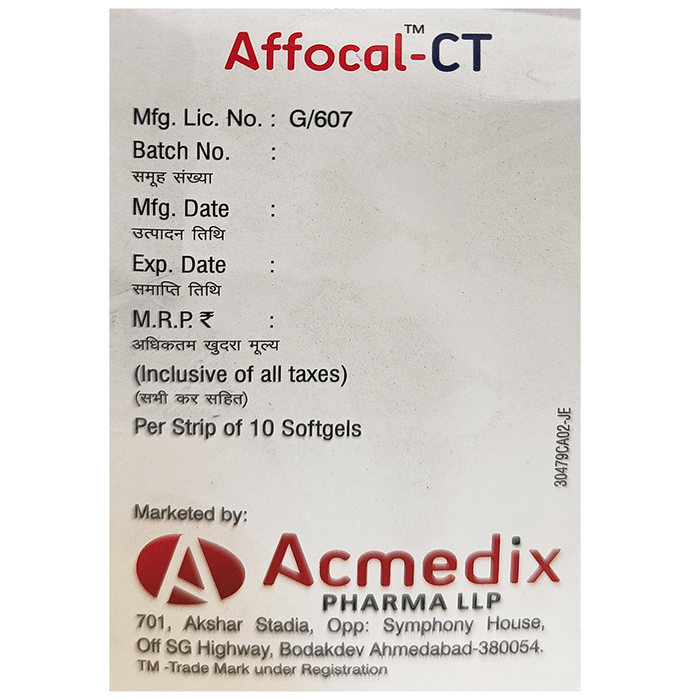 Affocal-CT™
Mfg. Lic. No. : G/607
Batch No. :
समूह संख्या
Mfg. Date :
उत्पादन तिथि
Exp. Date :
समाप्ति तिथि
M.R.P. ₹ :
अधिकतम खुदरा मूल्य
(Inclusive of all taxes)
(सभी कर सहित)
Per Strip of 10 Softgels
30479CA02-JE
Marketed by:
Acmedix
PHARMA LLP
701, Akshar Stadia, Opp: Symphony House,
Off SG Highway, Bodakdev Ahmedabad-380054.
TM -Trade Mark under Registration